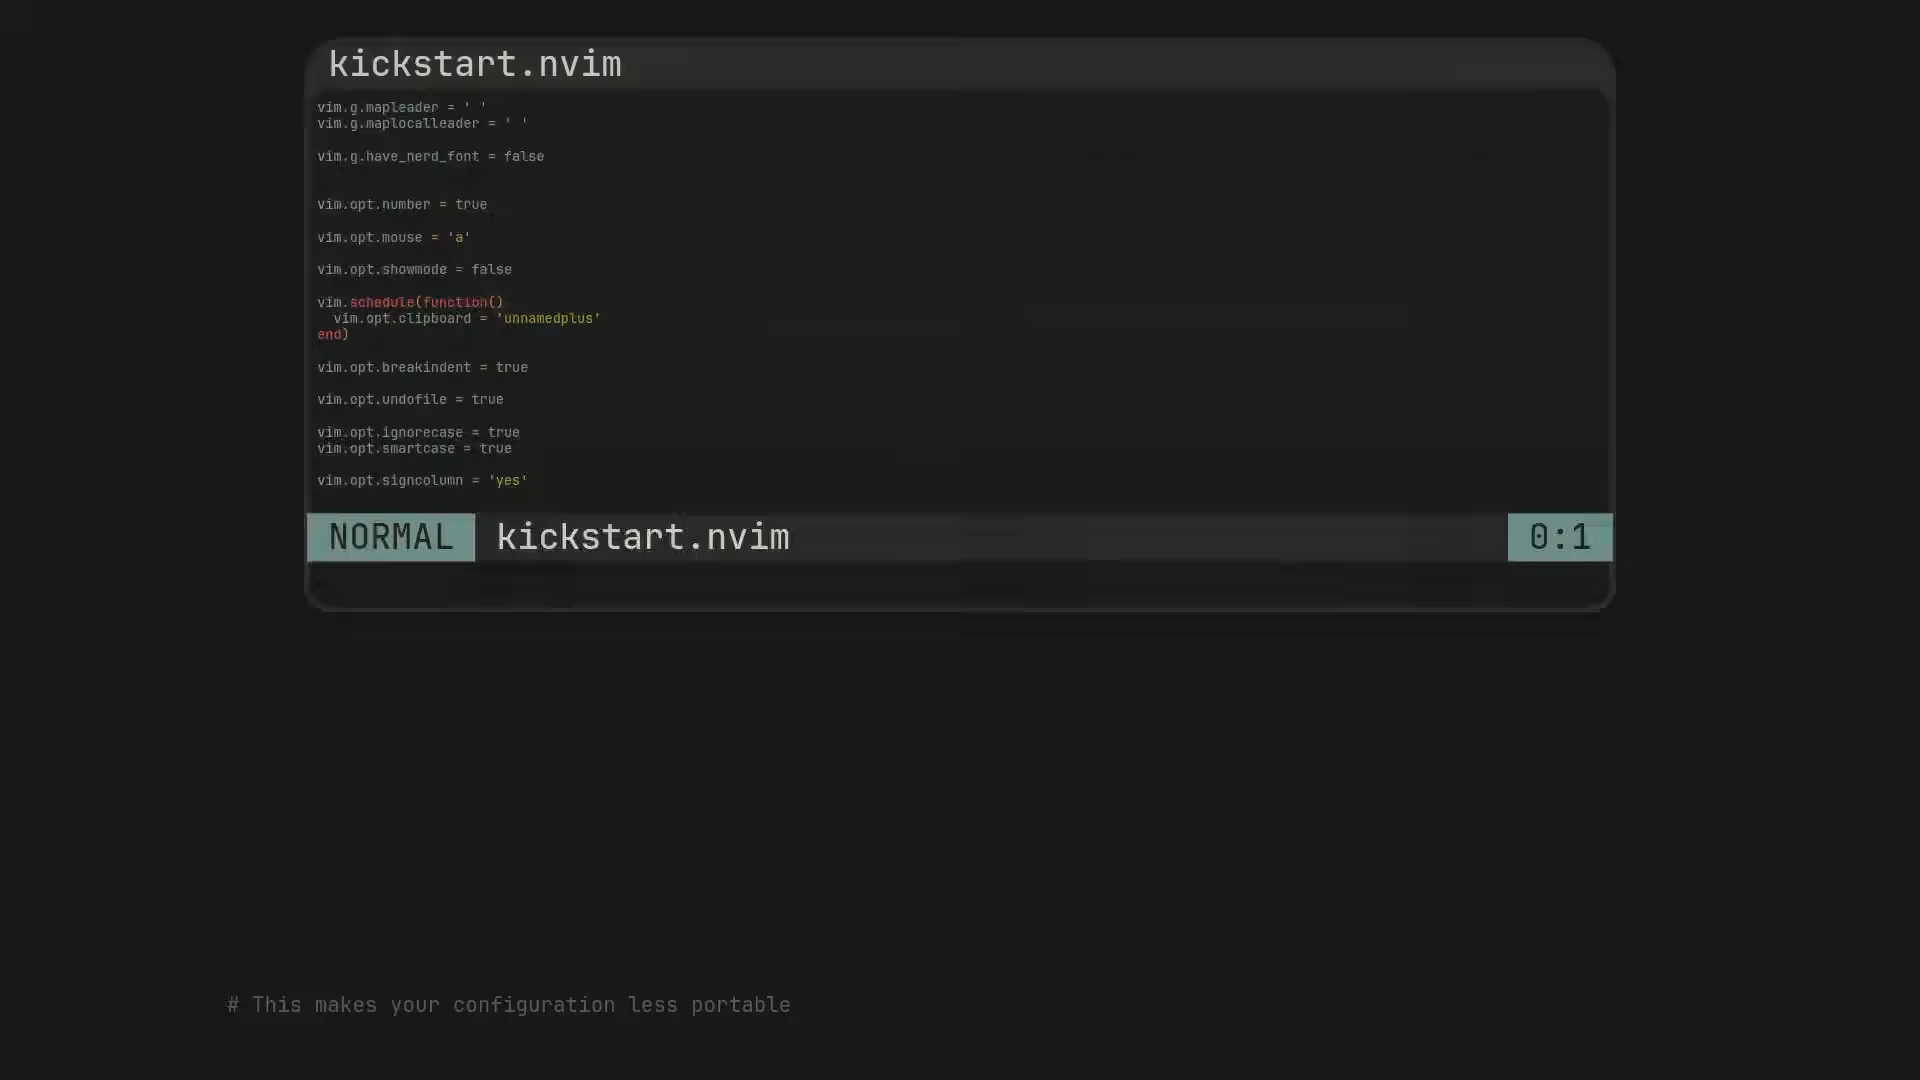 kickstart.nvim
vim.g.mapleader = ' '
vim.g.maplocalleader = ' '
vim.g.have_nerd_font = false
vim.opt.number = true
vim.opt.mouse = 'a'
vim.opt.showmode = false
vim.schedule(function()
  vim.opt.clipboard = 'unnamedplus'
end)
vim.opt.breakindent = true
vim.opt.undofile = true
vim.opt.ignorecase = true
vim.opt.smartcase = true
vim.opt.signcolumn = 'yes'
NORMAL kickstart.nvim 0:1
# This makes your configuration less portable